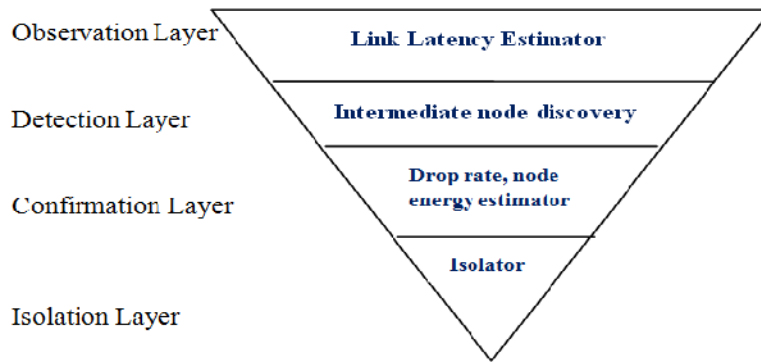 Observation Layer
Link Latency Estimator
Detection Layer
Intermediate node discovery
Confirmation Layer
Drop rate, node
energy estimator
Isolator
Isolation Layer